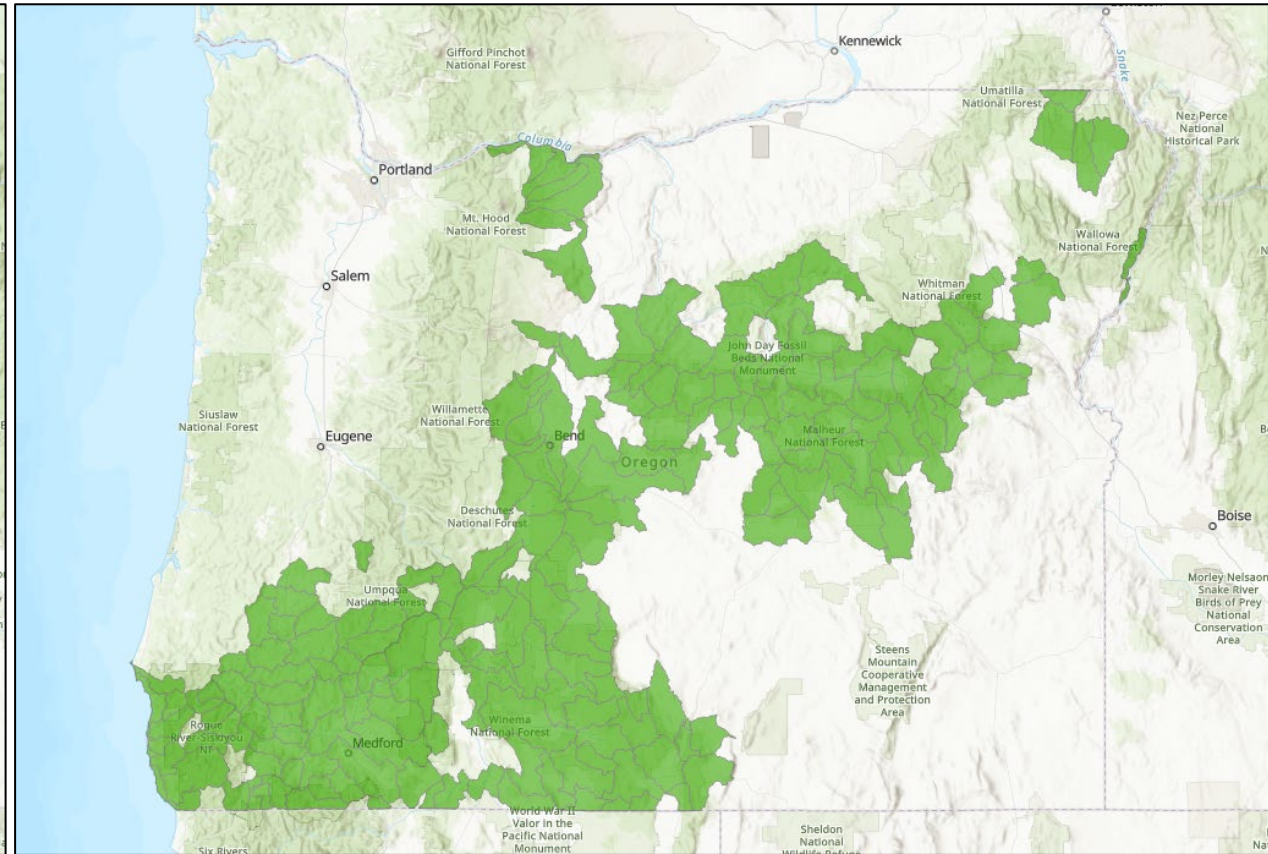 Kennewick
Gifford Pinchot
National Forest
Snake
Umatilla
National Forest
Nez Perce
National
Historical Park
Columbia
Portland
Mt. Hood
National Forest
Wallowa
National Forest
Salem
Whitman
National Forest
John Day Fossil
Beds National
Monument
Siuslaw
National Forest
Willamette
National Forest
Eugene
Bend
Malheur
National Forest
Oregon
Deschutes
National Forest
Boise
Umpqua
National Forest
Morley Nelson
Snake River
Birds of Prey
National
Conservation
Area
Steens
Mountain
Cooperative
Management
and Protection
Area
Rogue
River-Siskiyou
NF
Medford
Winema
National Forest
World War II
Valor in the
Pacific National
Monument
Sheldon
National
Wildlife Refuge
Six Rivers